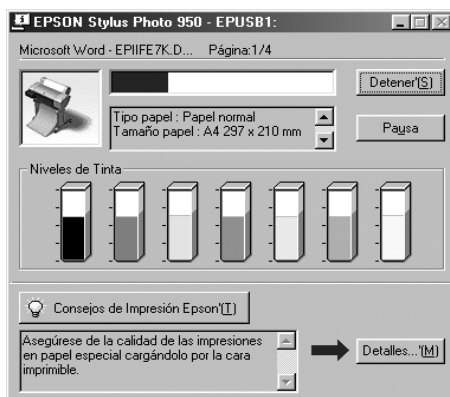 EPSON Stylus Photo 950 - EPUSB1:
Microsoft Word - EPIIFE7K.D... Página:1/4
Detener'(S)
Tipo papel : Papel normal
Tamaño papel : A4 297 x 210 mm
Pausa
Niveles de Tinta
Consejos de Impresión Epson'(T)
Asegúrese de la calidad de las impresiones
en papel especial cargándolo por la cara
imprimible.
Detalles...'(M)